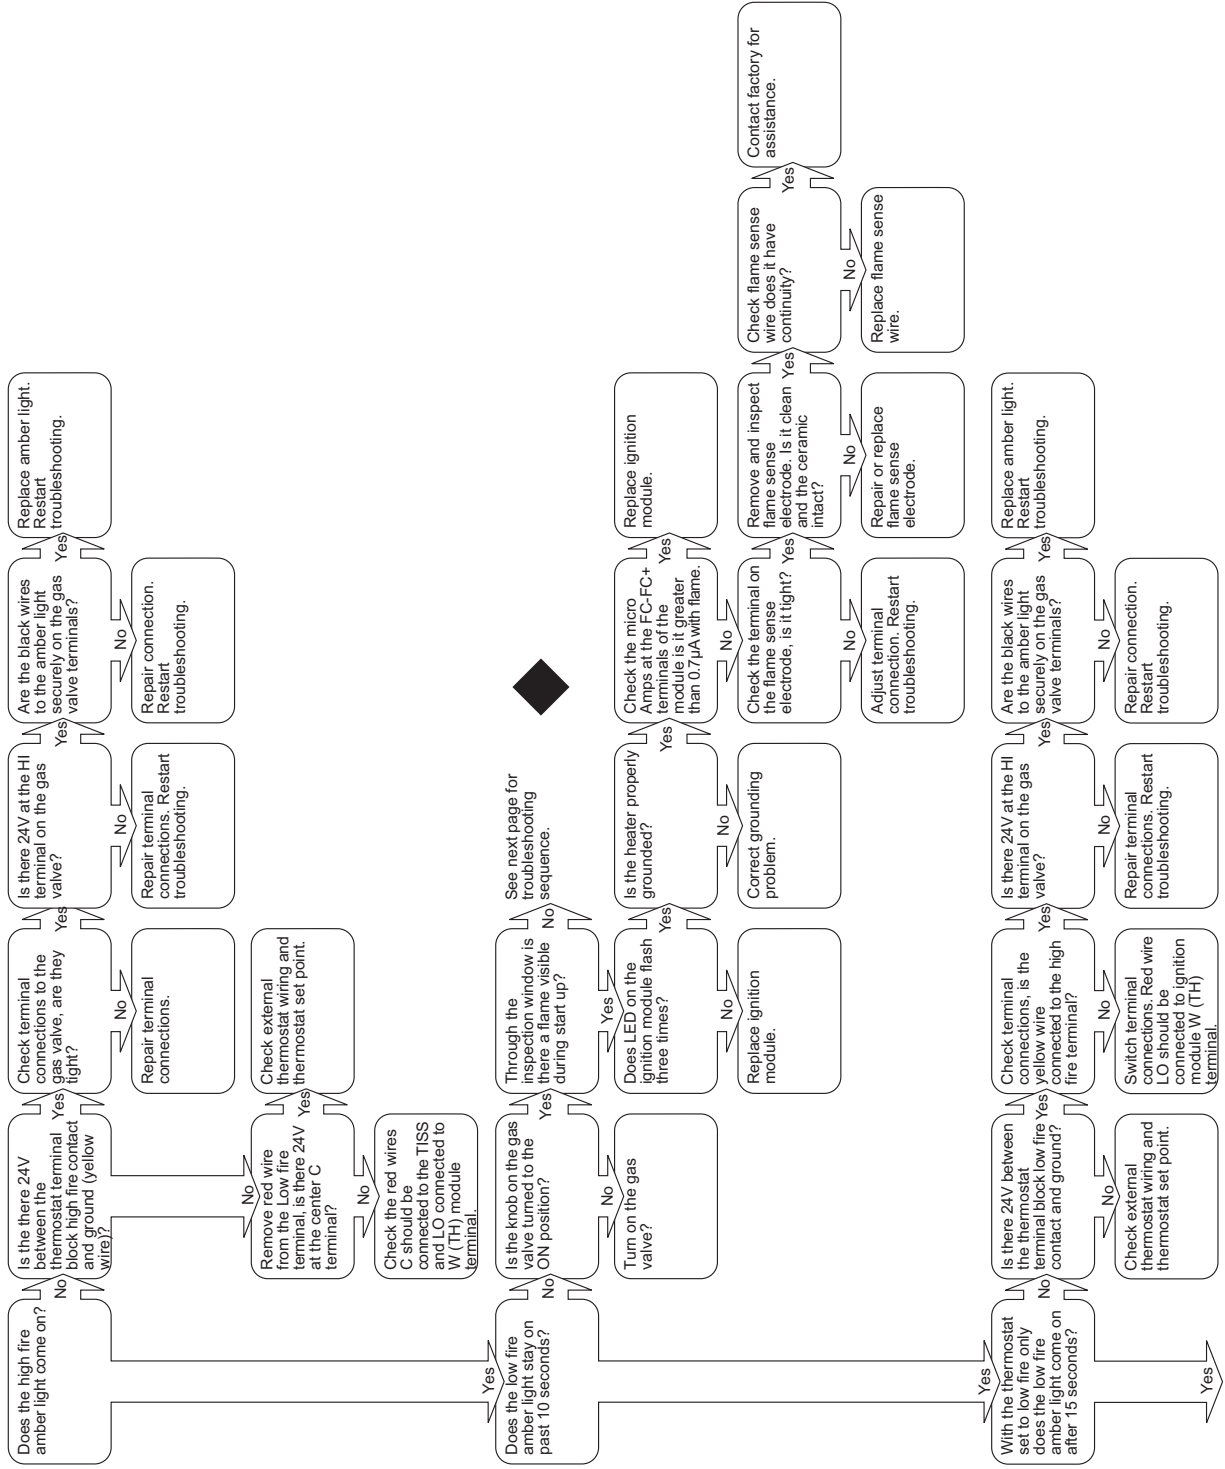 Does the high fire
amber light come on?
No
Is the there 24V
between the
thermostat terminal
block high fire contact
and ground (yellow
wire)?
Yes
Check terminal
connections to the
gas valve, are they
tight?
Yes
Is there 24V at the HI
terminal on the gas
valve?
Yes
Are the black wires
to the amber light
securely on the gas
valve terminals?
Yes
Replace amber light.
Restart
troubleshooting.
No
Repair terminal
connections.
No
Repair terminal
connections. Restart
troubleshooting.
No
Repair connection.
Restart
troubleshooting.
No
Remove red wire
from the Low fire
terminal, is there 24V
at the center C
terminal?
Yes
Check external
thermostat wiring and
thermostat set point.
No
Check the red wires
C should be
connected to the TISS
and LO connected to
W (TH) module
terminal.
Yes
Does the low fire
amber light stay on
past 10 seconds?
No
Is the knob on the gas
valve turned to the
ON position?
Yes
Through the
inspection window is
there a flame visible
during start up?
No
See next page for
troubleshooting
sequence.
No
Turn on the gas
valve?
Yes
Does LED on the
ignition module flash
three times?
Yes
Is the heater properly
grounded?
Yes
Check the micro
Amps at the FC-FC+
terminals of the
module is it greater
than 0.7µA with flame.
Yes
Replace ignition
module.
No
Replace ignition
module.
No
Correct grounding
problem.
No
Check the terminal on
the flame sense
electrode, is it tight?
Yes
Remove and inspect
flame sense
electrode. Is it clean
and the ceramic
intact?
Yes
Check flame sense
wire does it have
continuity?
Yes
Contact factory for
assistance.
No
Adjust terminal
connection. Restart
troubleshooting.
No
Repair or replace
flame sense
electrode.
No
Replace flame sense
wire.
Yes
With the thermostat
set to low fire only
does the low fire
amber light come on
after 15 seconds?
No
Is there 24V between
the thermostat
terminal block low fire
contact and ground?
Yes
Check terminal
connections, is the
yellow wire
connected to the high
fire terminal?
Yes
Is there 24V at the HI
terminal on the gas
valve?
Yes
Are the black wires
to the amber light
securely on the gas
valve terminals?
Yes
Replace amber light.
Restart
troubleshooting.
No
Check external
thermostat wiring and
thermostat set point.
No
Switch terminal
connections. Red wire
LO should be
connected to ignition
module W (TH)
terminal.
No
Repair terminal
connections. Restart
troubleshooting.
No
Repair connection.
Restart
troubleshooting.
Yes